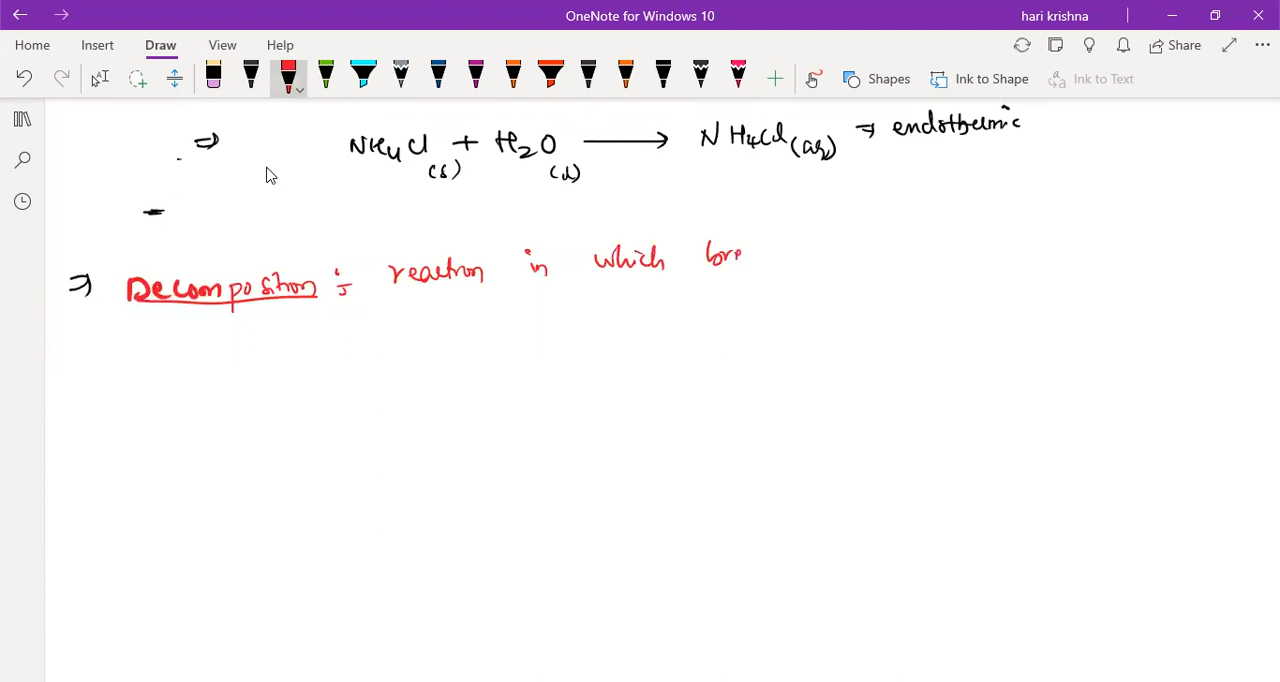 OneNote for Windows 10
hari krishna
Home Insert Draw View Help
Share
Shapes
Ink to Shape
Ink to Text
⇒ NH4Cl(s) + H2O(l) ⟶ NH4Cl(aq) ⇒ endothermic
⇒ Decomposition :- reaction in which bre